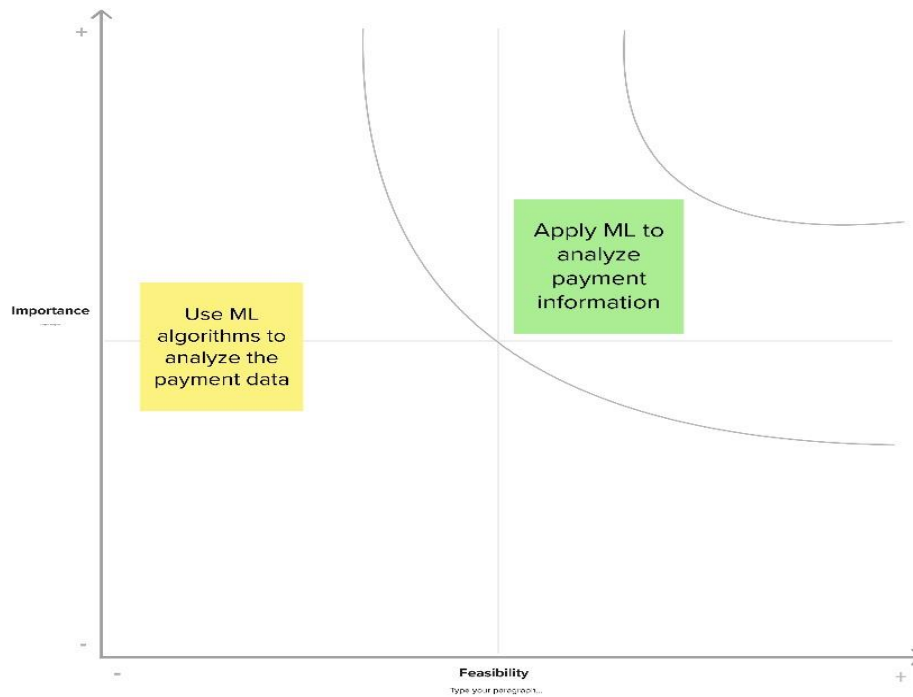 +
Apply ML to
analyze
payment
information
Importance
Use ML
algorithms to
analyze the
payment data
-
-
Feasibility
+
Type your paragraph...